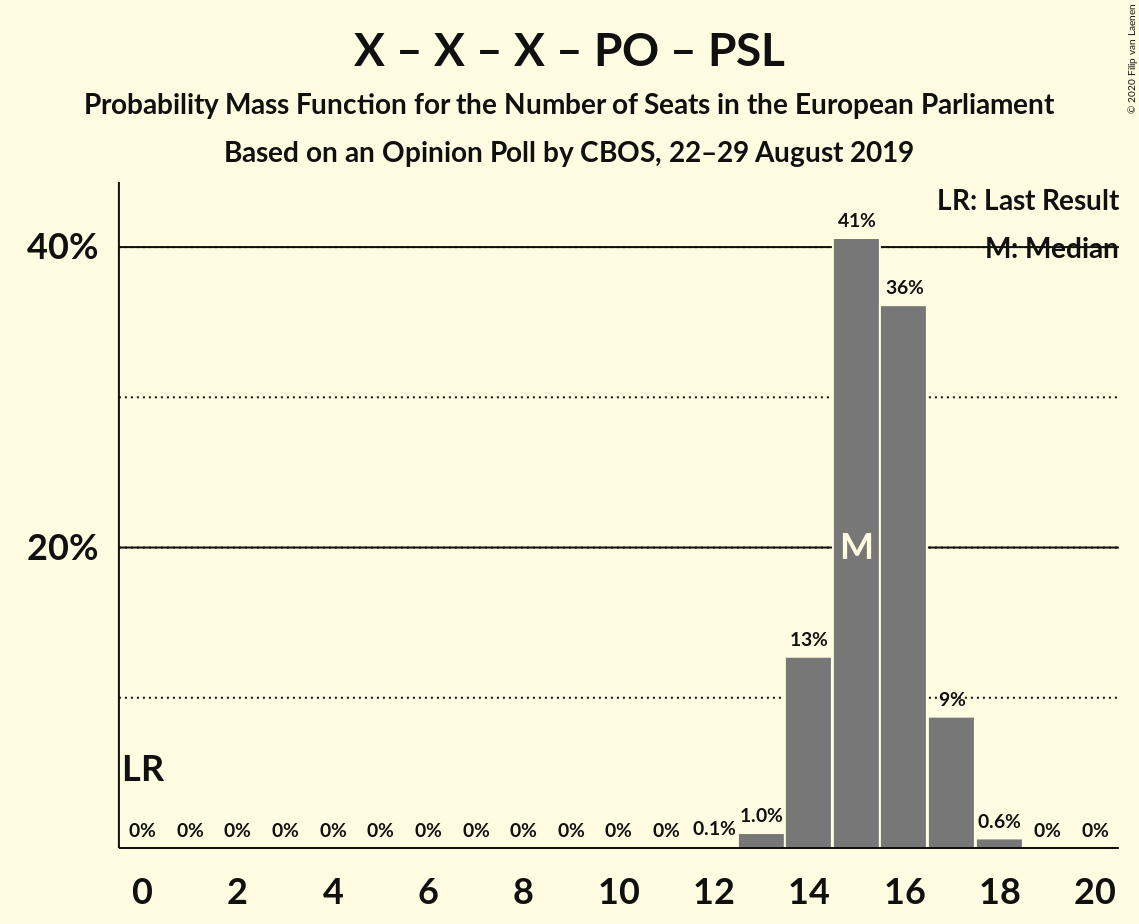 X – X – X – PO – PSL
Probability Mass Function for the Number of Seats in the European Parliament
Based on an Opinion Poll by CBOS, 22–29 August 2019
© 2020 Filip van Laenen
LR: Last Result
M: Median
40%
20%
41%
36%
13%
9%
M
LR
0% 0% 0% 0% 0% 0% 0% 0% 0% 0% 0% 0% 0.1% 1.0% 0.6% 0% 0%
0 2 4 6 8 10 12 14 16 18 20